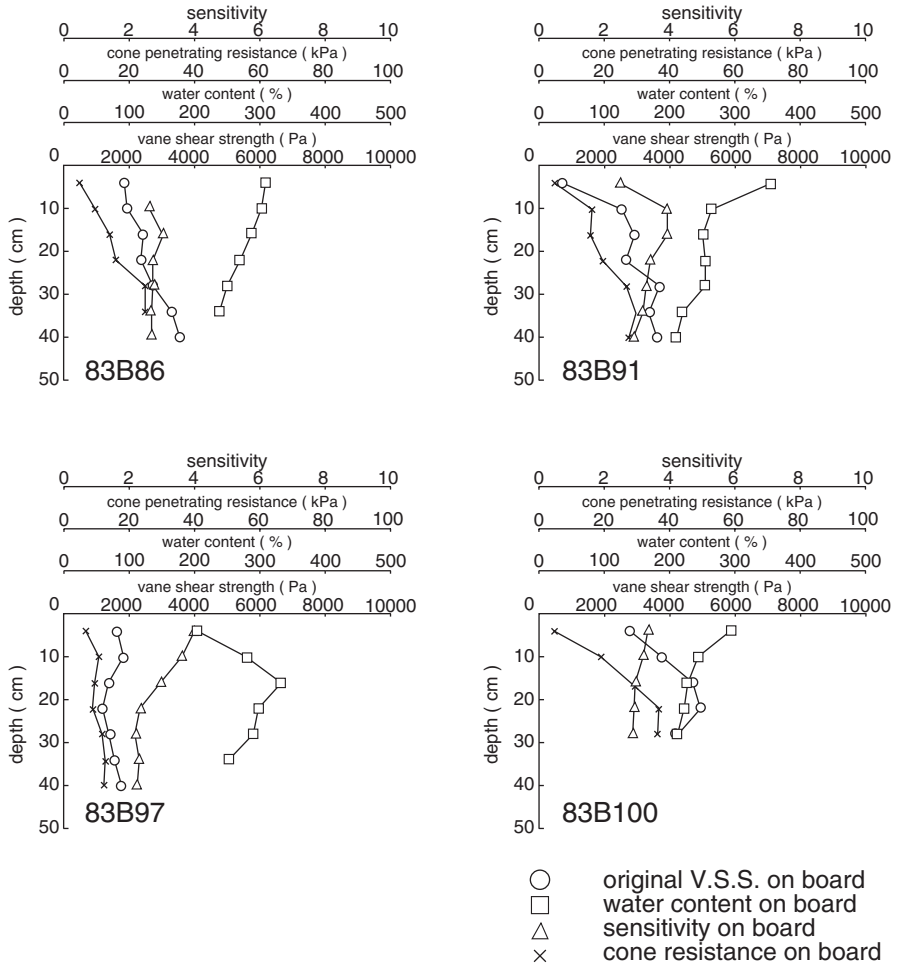 sensitivity
0 2 4 6 8 10
cone penetrating resistance ( kPa )
0 20 40 60 80 100
water content ( % )
0 100 200 300 400 500
vane shear strength ( Pa )
0 2000 4000 6000 8000 10000
depth ( cm )
10
20
30
40
50
83B86
sensitivity
0 2 4 6 8 10
cone penetrating resistance ( kPa )
0 20 40 60 80 100
water content ( % )
0 100 200 300 400 500
vane shear strength ( Pa )
0 2000 4000 6000 8000 10000
depth ( cm )
10
20
30
40
50
83B91
sensitivity
0 2 4 6 8 10
cone penetrating resistance ( kPa )
0 20 40 60 80 100
water content ( % )
0 100 200 300 400 500
vane shear strength ( Pa )
0 2000 4000 6000 8000 10000
depth ( cm )
10
20
30
40
50
83B97
sensitivity
0 2 4 6 8 10
cone penetrating resistance ( kPa )
0 20 40 60 80 100
water content ( % )
0 100 200 300 400 500
vane shear strength ( Pa )
0 2000 4000 6000 8000 10000
depth ( cm )
10
20
30
40
50
83B100
original V.S.S. on board
water content on board
sensitivity on board
cone resistance on board